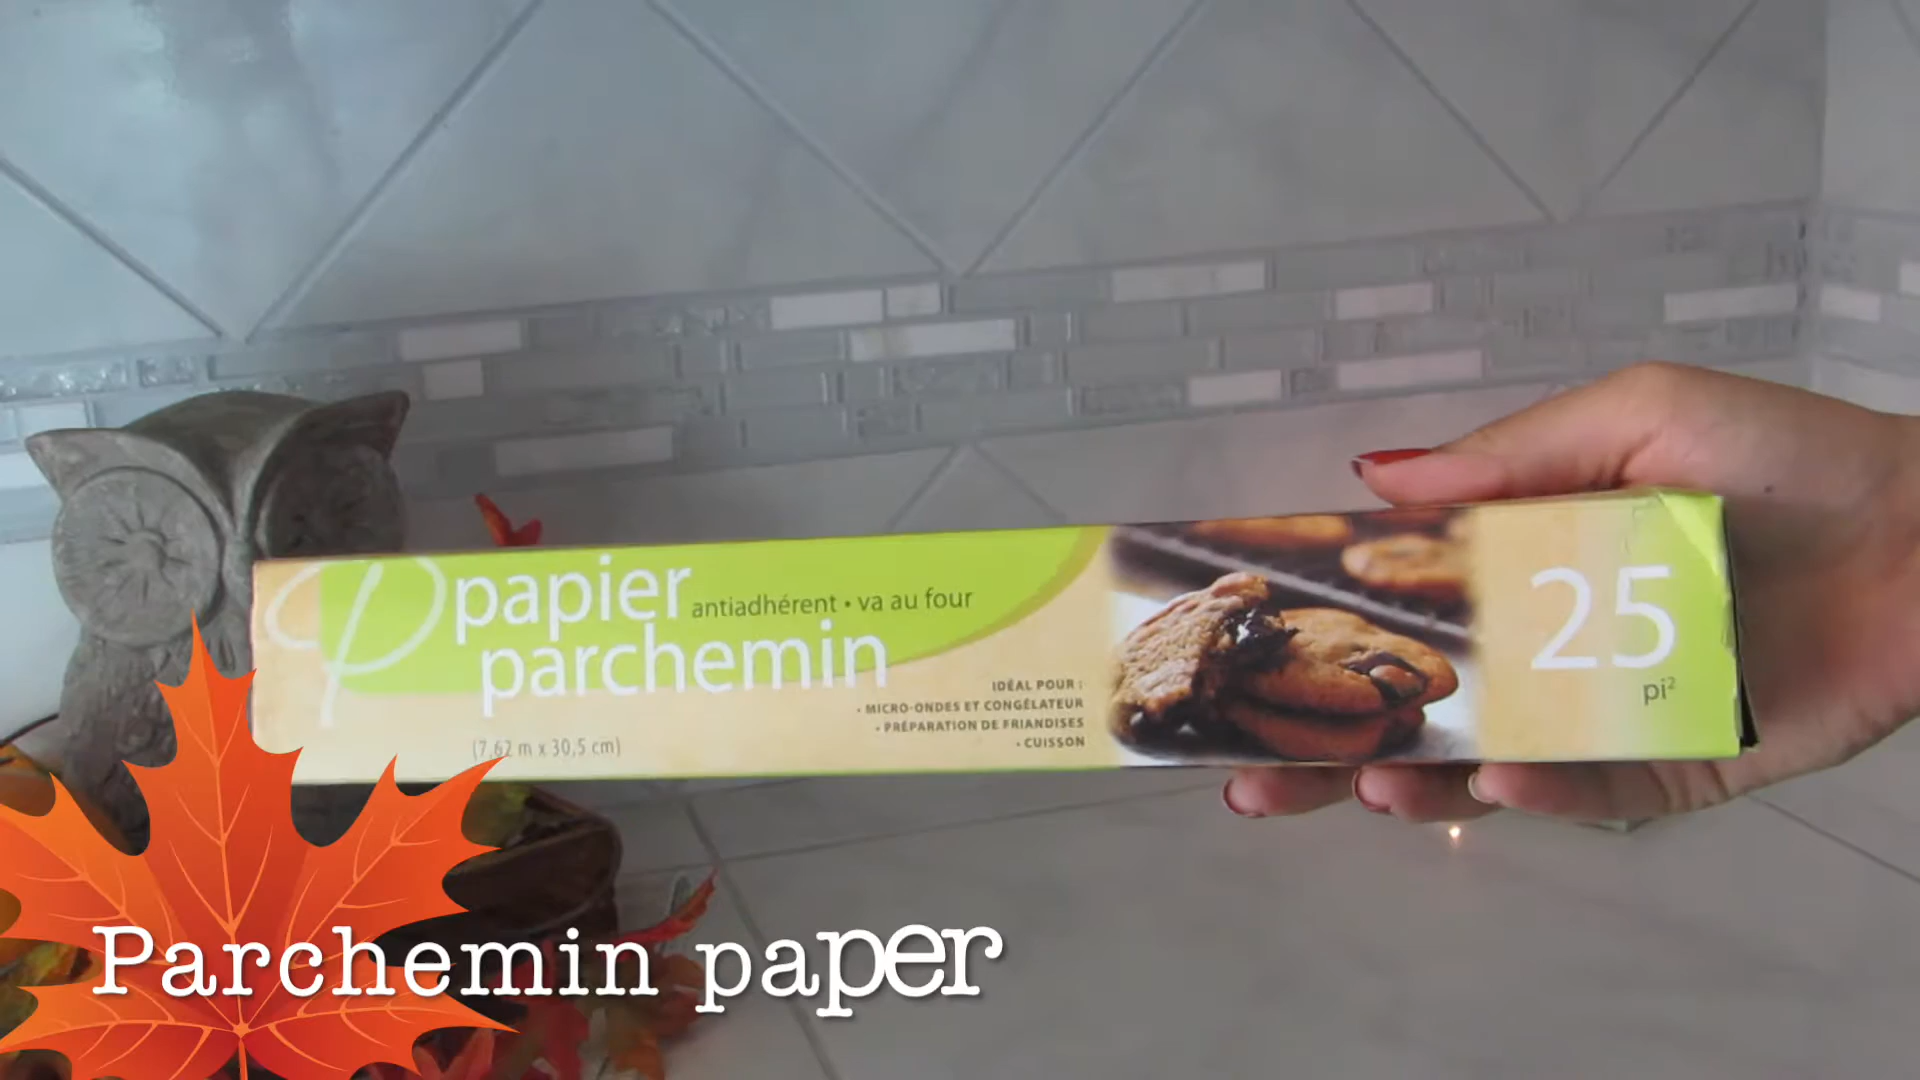 papier antiadhérent • va au four
parchemin
(7,62 m x 30,5 cm)
IDÉAL POUR :
• MICRO-ONDES ET CONGÉLATEUR
• PRÉPARATION DE FRIANDISES
• CUISSON
25
pi²
Parchemin paper